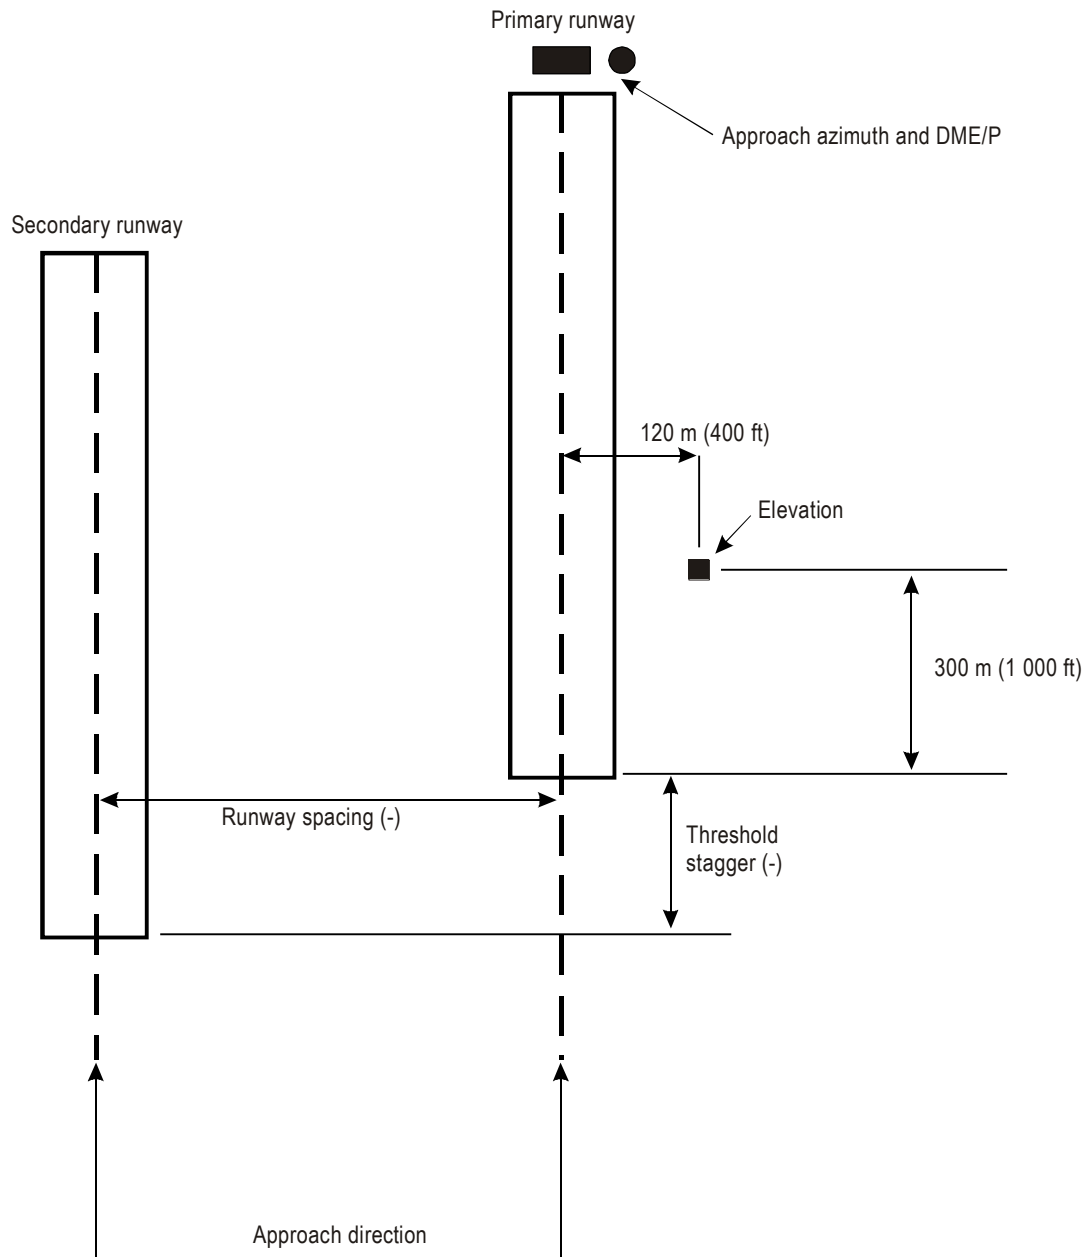 Primary runway
Approach azimuth and DME/P
Secondary runway
120 m (400 ft)
Elevation
300 m (1 000 ft)
Runway spacing (-)
Threshold
stagger (-)
Approach direction